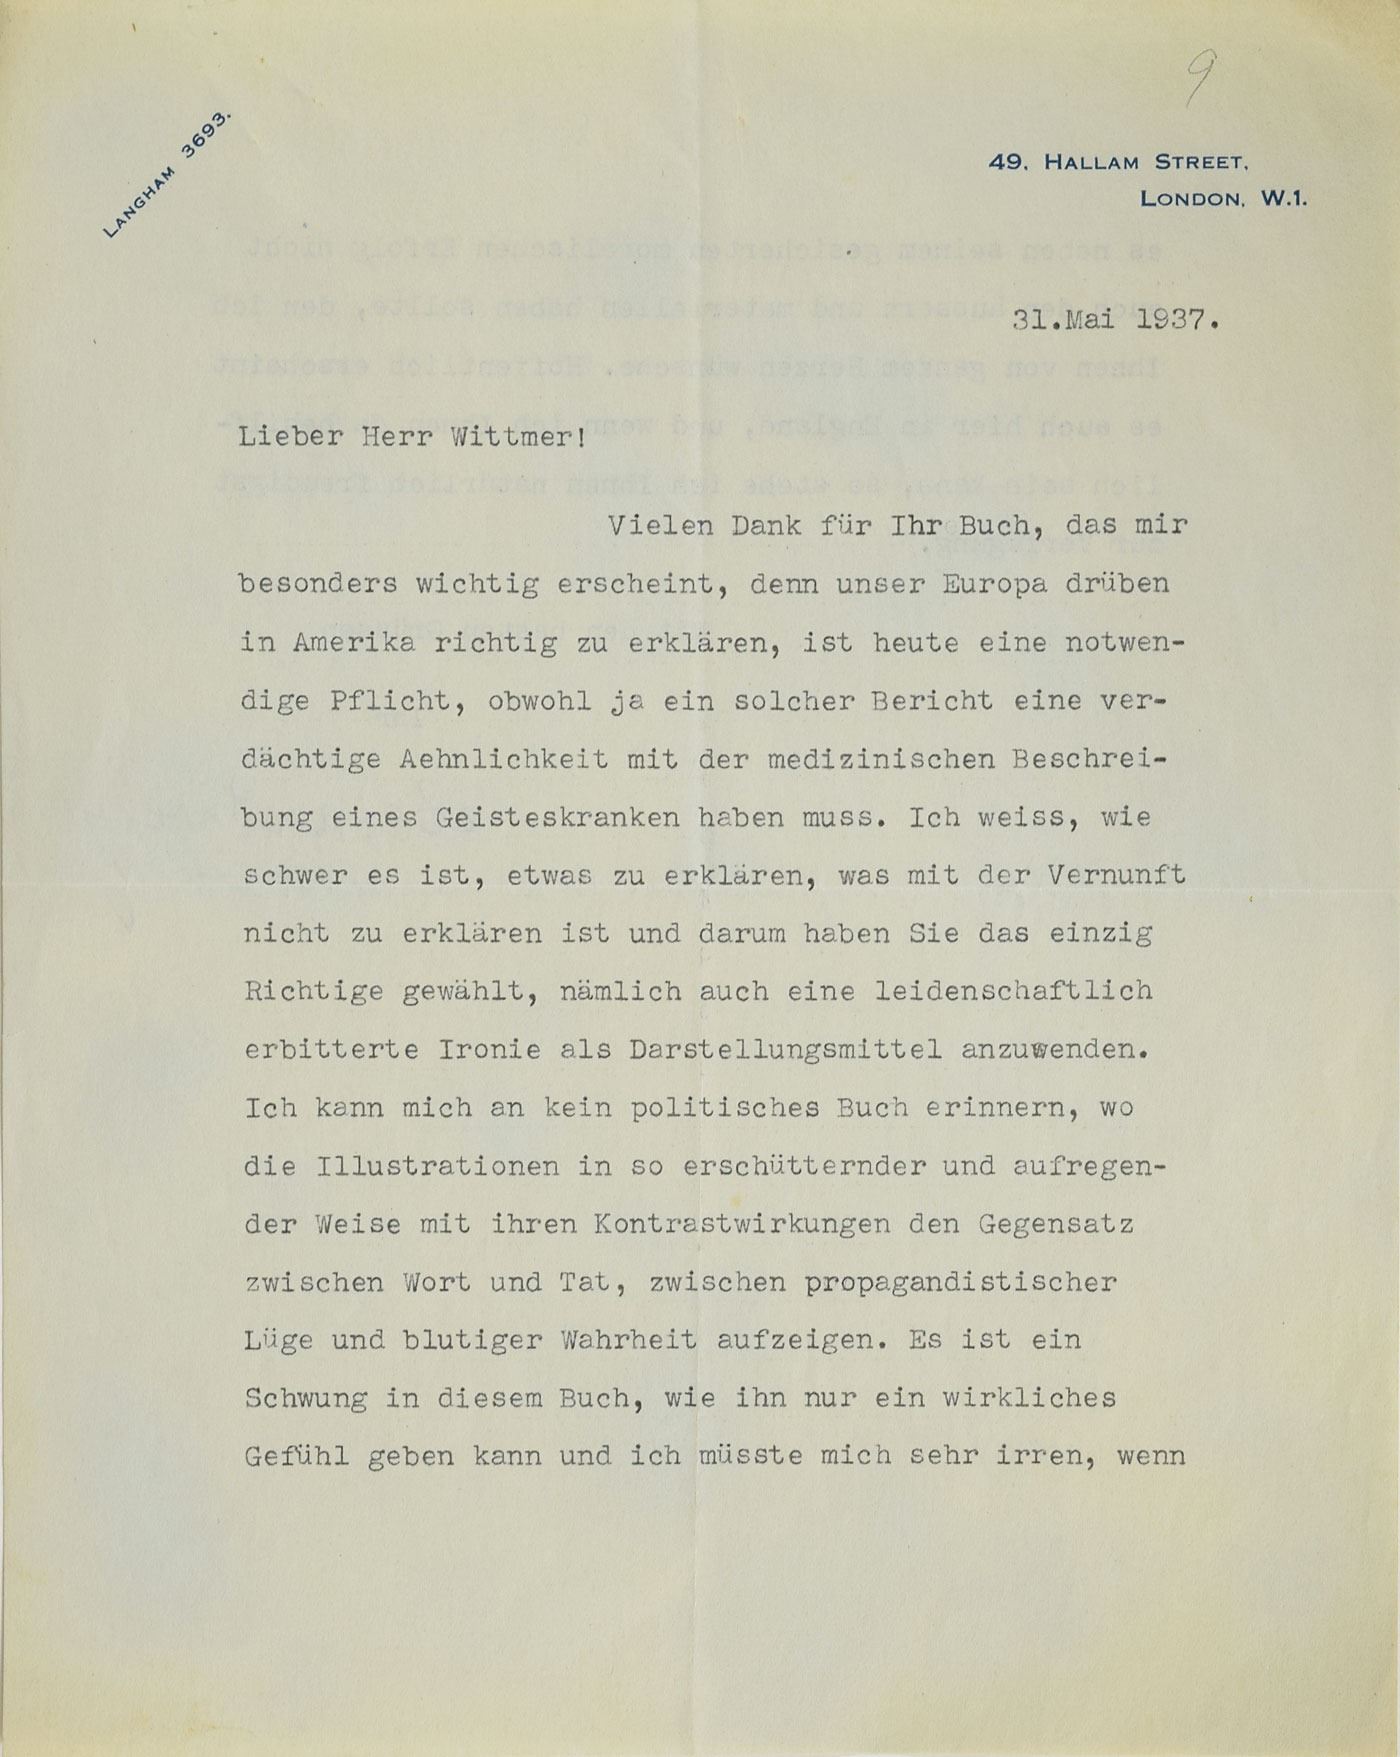 9
LANGHAM 3693.
49, HALLAM STREET,
LONDON, W.1.
31.Mai 1937.
Lieber Herr Wittmer!
Vielen Dank für Ihr Buch, das mir
besonders wichtig erscheint, denn unser Europa drüben
in Amerika richtig zu erklären, ist heute eine notwen-
dige Pflicht, obwohl ja ein solcher Bericht eine ver-
dächtige Aehnlichkeit mit der medizinischen Beschrei-
bung eines Geisteskranken haben muss. Ich weiss, wie
schwer es ist, etwas zu erklären, was mit der Vernunft
nicht zu erklären ist und darum haben Sie das einzig
Richtige gewählt, nämlich auch eine leidenschaftlich
erbitterte Ironie als Darstellungsmittel anzuwenden.
Ich kann mich an kein politisches Buch erinnern, wo
die Illustrationen in so erschütternder und aufregen-
der Weise mit ihren Kontrastwirkungen den Gegensatz
zwischen Wort und Tat, zwischen propagandistischer
Lüge und blutiger Wahrheit aufzeigen. Es ist ein
Schwung in diesem Buch, wie ihn nur ein wirkliches
Gefühl geben kann und ich müsste mich sehr irren, wenn